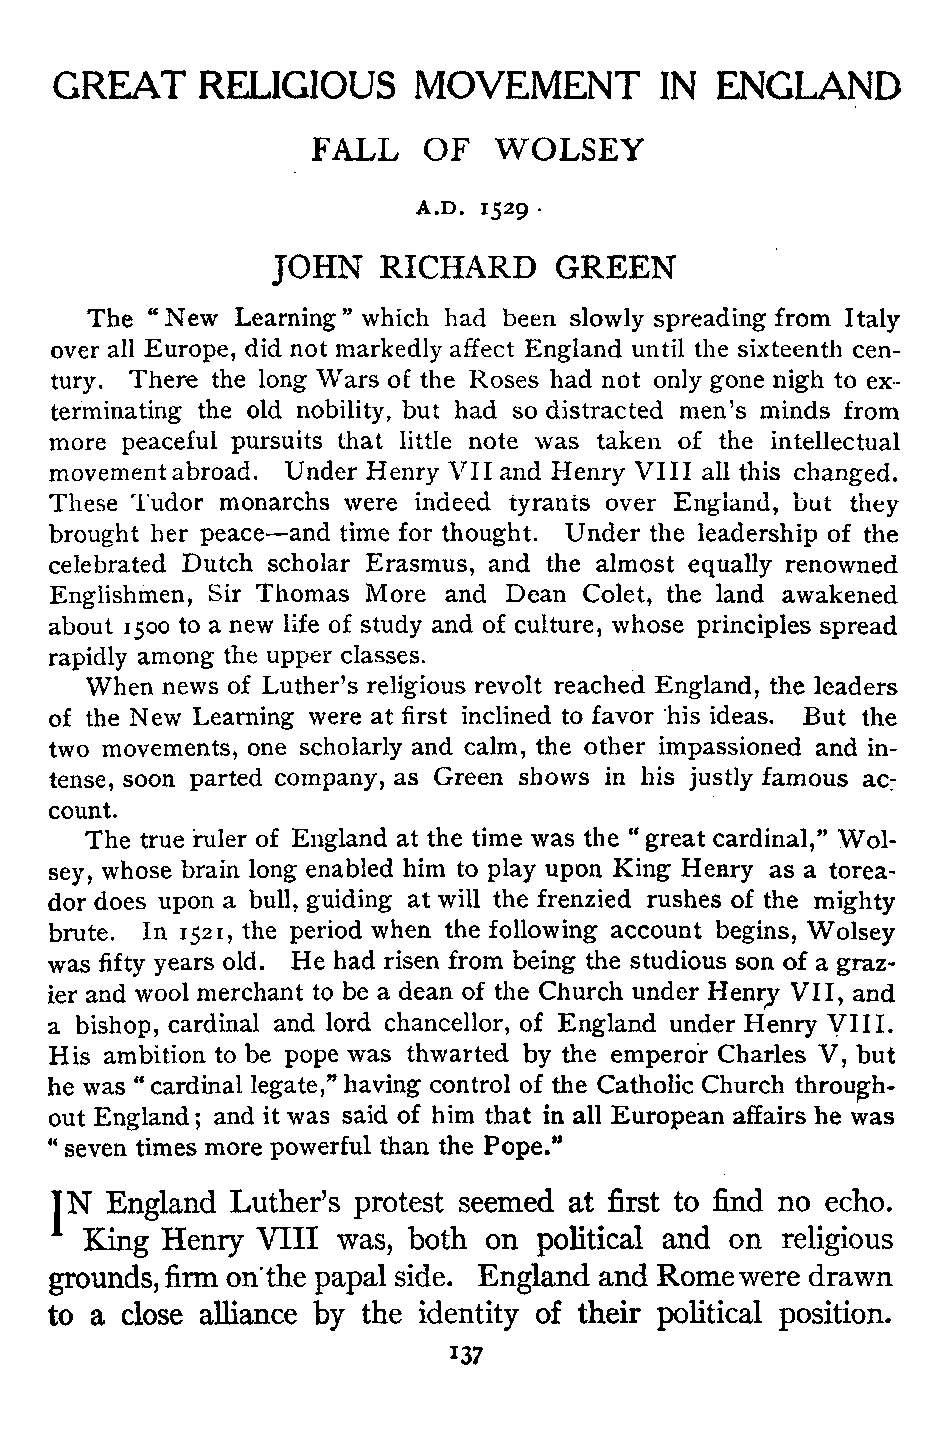 GREAT RELIGIOUS MOVEMENT IN ENGLAND
FALL OF WOLSEY
A.D. 1529
JOHN RICHARD GREEN
The “New Learning” which had been slowly spreading from Italy
over all Europe, did not markedly affect England until the sixteenth cen-
tury. There the long Wars of the Roses had not only gone nigh to ex-
terminating the old nobility, but had so distracted men's minds from
more peaceful pursuits that little note was taken of the intellectual
movement abroad. Under Henry VII and Henry VIII all this changed.
These Tudor monarchs were indeed tyrants over England, but they
brought her peace—and time for thought. Under the leadership of the
celebrated Dutch scholar Erasmus, and the almost equally renowned
Englishmen, Sir Thomas More and Dean Colet, the land awakened
about 1500 to a new life of study and of culture, whose principles spread
rapidly among the upper classes.
When news of Luther's religious revolt reached England, the leaders
of the New Learning were at first inclined to favor his ideas. But the
two movements, one scholarly and calm, the other impassioned and in-
tense, soon parted company, as Green shows in his justly famous ac-
count.
The true ruler of England at the time was the “great cardinal,” Wol-
sey, whose brain long enabled him to play upon King Henry as a torea-
dor does upon a bull, guiding at will the frenzied rushes of the mighty
brute. In 1521, the period when the following account begins, Wolsey
was fifty years old. He had risen from being the studious son of a graz-
ier and wool merchant to be a dean of the Church under Henry VII, and
a bishop, cardinal and lord chancellor, of England under Henry VIII.
His ambition to be pope was thwarted by the emperor Charles V, but
he was “cardinal legate,” having control of the Catholic Church through-
out England; and it was said of him that in all European affairs he was
“seven times more powerful than the Pope.”
IN England Luther's protest seemed at first to find no echo.
King Henry VIII was, both on political and on religious
grounds, firm on the papal side. England and Rome were drawn
to a close alliance by the identity of their political position.
137